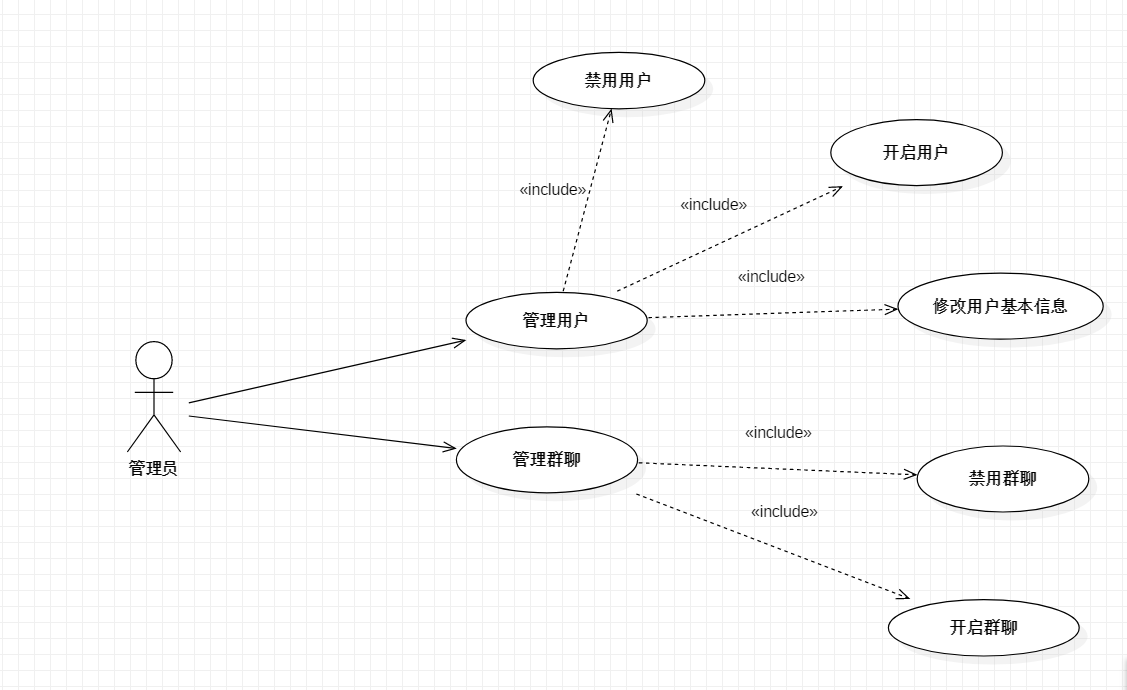 禁用用户
开启用户
«include»
«include»
«include»
修改用户基本信息
管理用户
«include»
管理群聊
管理员
禁用群聊
«include»
开启群聊